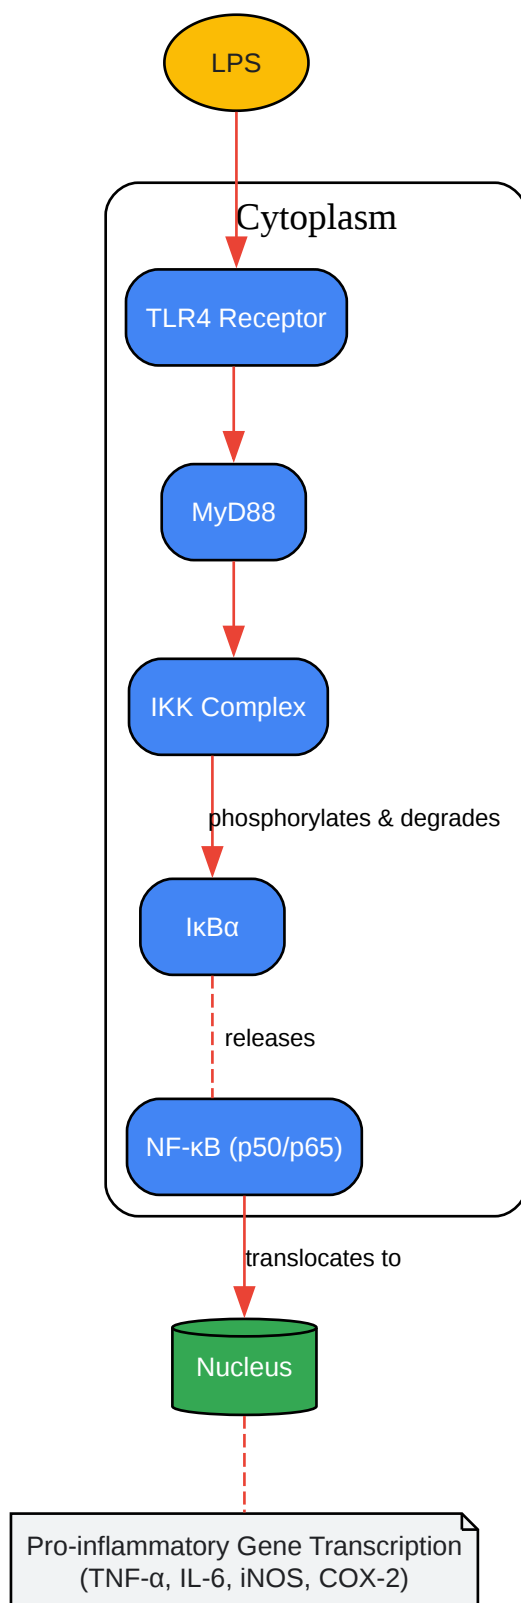 LPS
Cytoplasm
TLR4 Receptor
MyD88
IKK Complex
phosphorylates & degrades
IκBα
releases
NF-κB (p50/p65)
translocates to
Nucleus
Pro-inflammatory Gene Transcription
(TNF-α, IL-6, iNOS, COX-2)